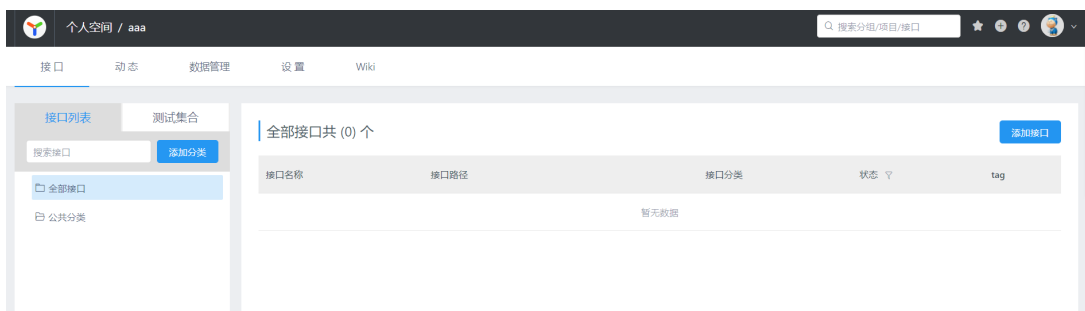 个人空间 / aaa
搜索分组/项目/接口
接口 动态 数据管理 设置 Wiki
接口列表 测试集合
搜索接口 添加分类
全部接口
公共分类
全部接口共 (0) 个
添加接口
接口名称 接口路径 接口分类 状态 tag
暂无数据